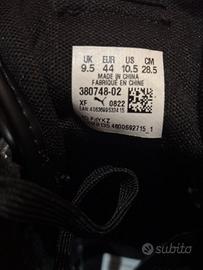 UK EUR US CM
9.5 44 10.5 28.5
MADE IN CHINA
FABRIQUÉ EN CHINE
380748-02
XF 0822
subito